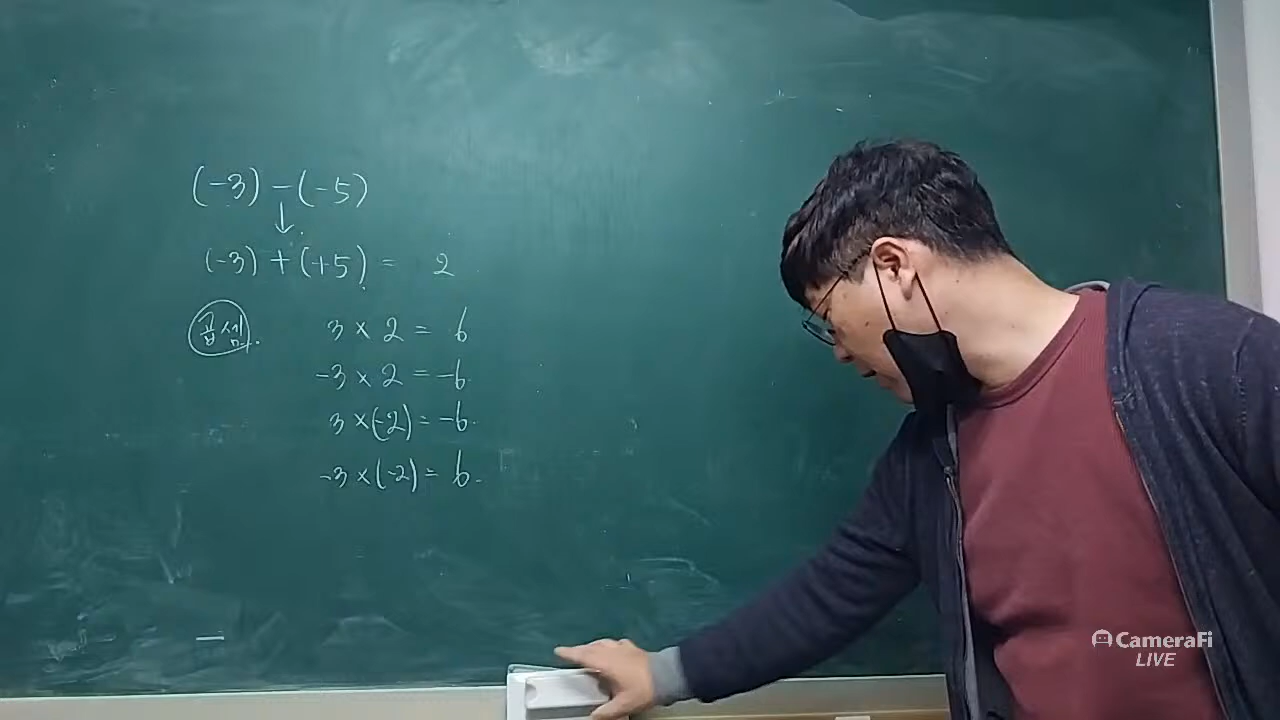 (-3) - (-5)
↓
(-3) + (+5) = 2
곱셈. 3 × 2 = 6
-3 × 2 = -6.
3 × (-2) = -6.
-3 × (-2) = 6.
CameraFi
LIVE